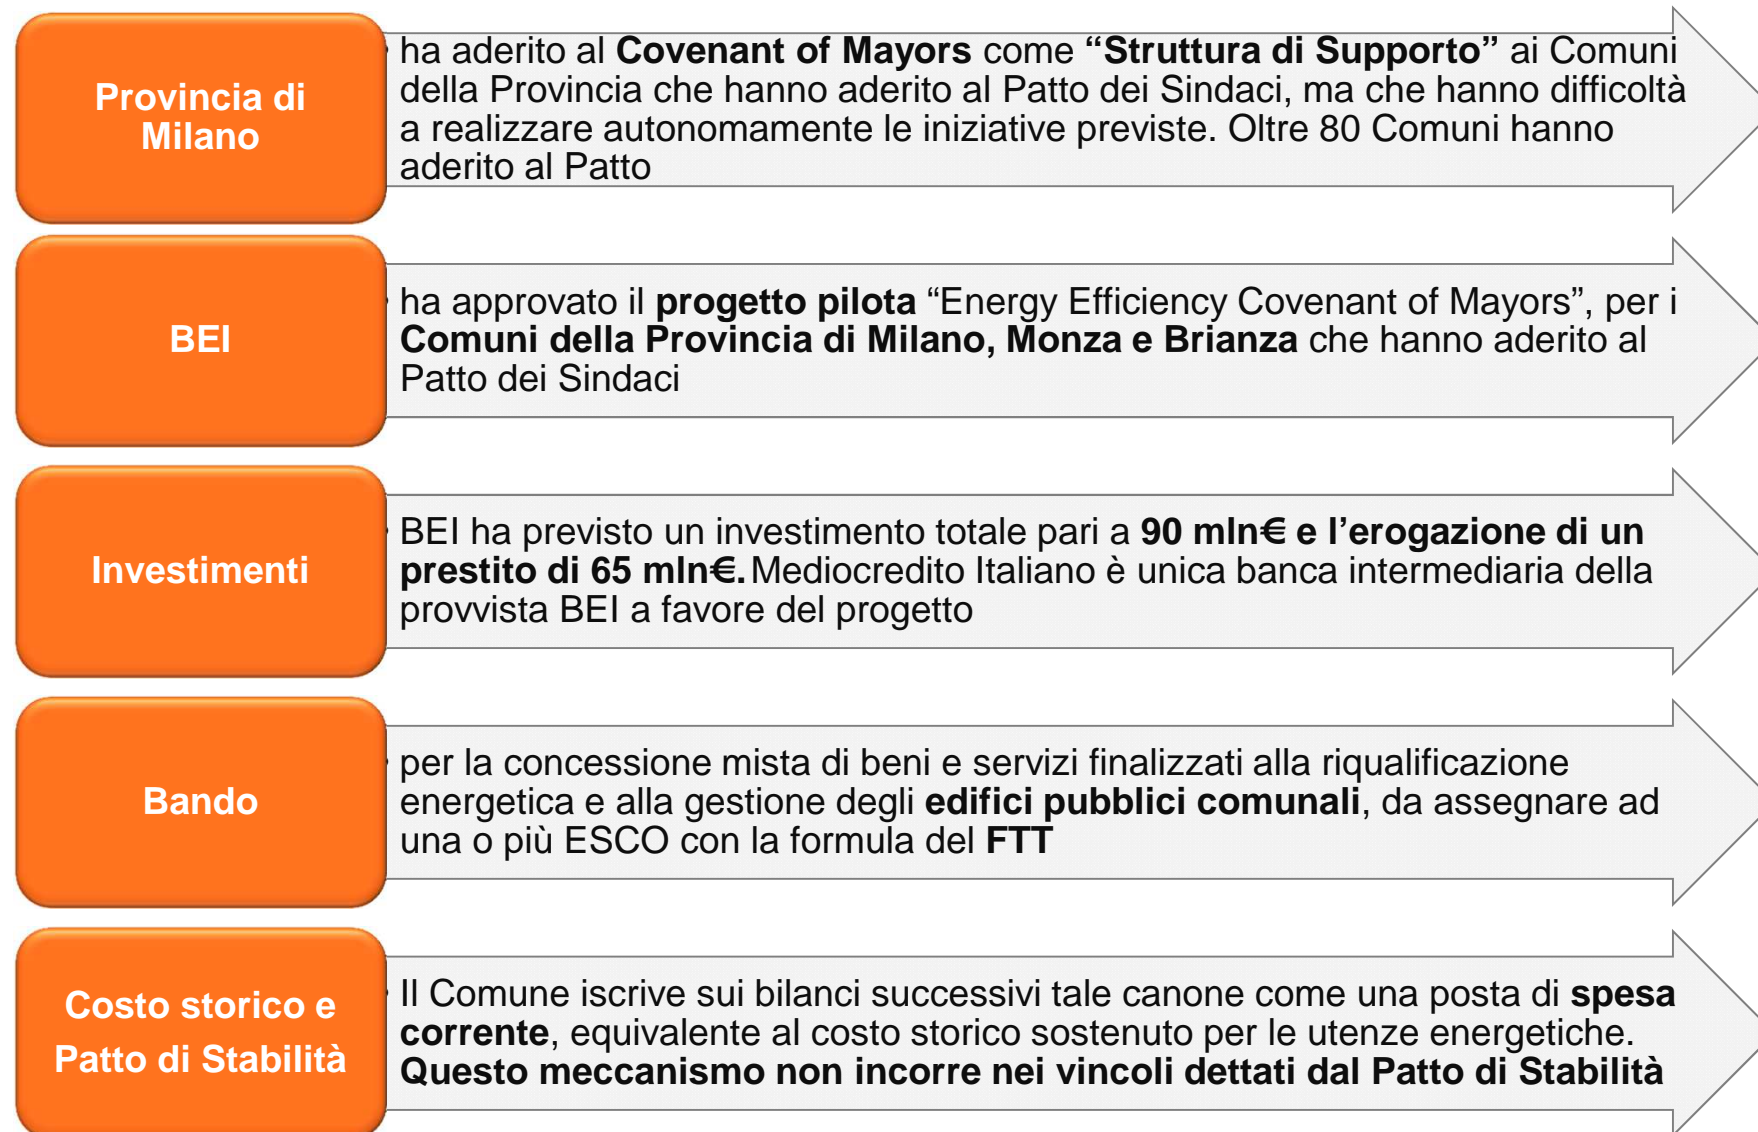 Provincia di
Milano
• ha aderito al Covenant of Mayors come “Struttura di Supporto” ai Comuni
della Provincia che hanno aderito al Patto dei Sindaci, ma che hanno difficoltà
a realizzare autonomamente le iniziative previste. Oltre 80 Comuni hanno
aderito al Patto
BEI
• ha approvato il progetto pilota “Energy Efficiency Covenant of Mayors”, per i
Comuni della Provincia di Milano, Monza e Brianza che hanno aderito al
Patto dei Sindaci
Investimenti
• BEI ha previsto un investimento totale pari a 90 mln€ e l’erogazione di un
prestito di 65 mln€. Mediocredito Italiano è unica banca intermediaria della
provvista BEI a favore del progetto
Bando
• per la concessione mista di beni e servizi finalizzati alla riqualificazione
energetica e alla gestione degli edifici pubblici comunali, da assegnare ad
una o più ESCO con la formula del FTT
Costo storico e
Patto di Stabilità
• Il Comune iscrive sui bilanci successivi tale canone come una posta di spesa
corrente, equivalente al costo storico sostenuto per le utenze energetiche.
Questo meccanismo non incorre nei vincoli dettati dal Patto di Stabilità